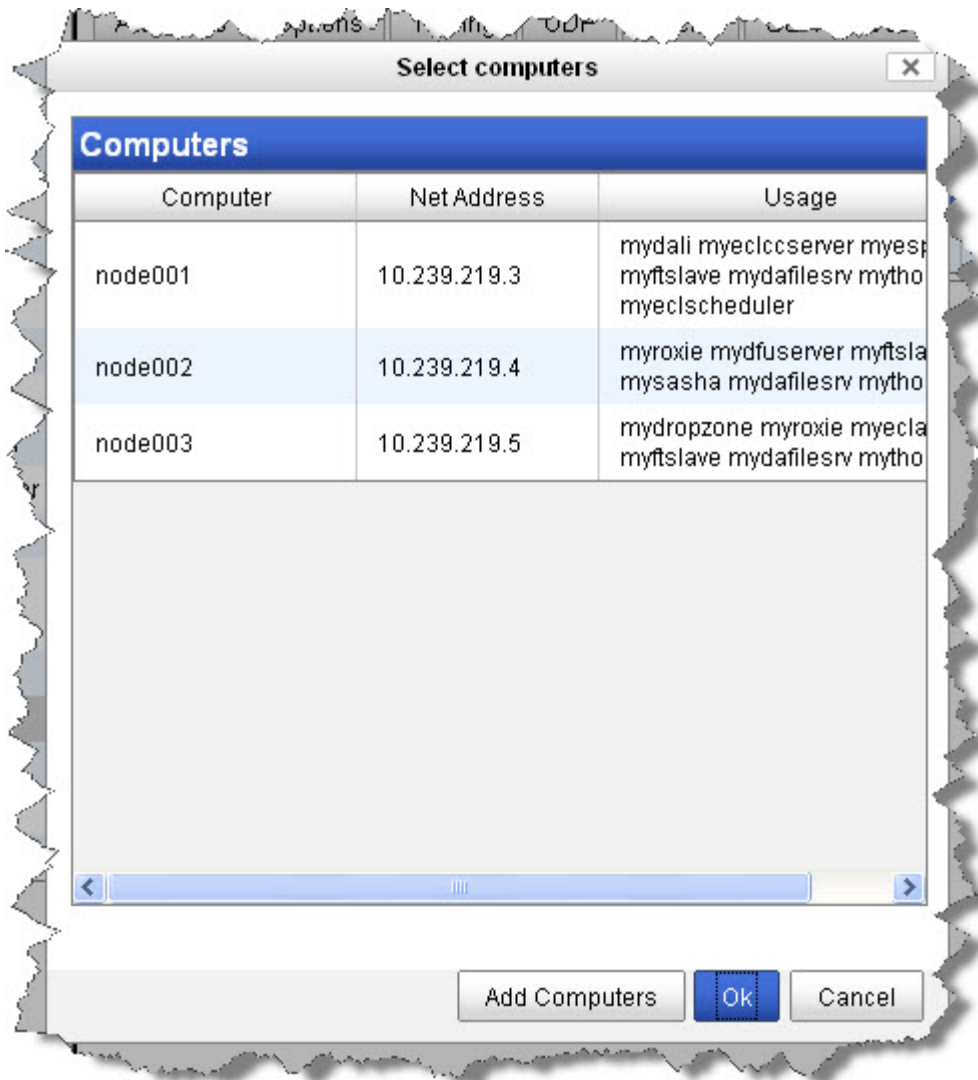 Select computers
Computers
Computer Net Address Usage
node001 10.239.219.3 mydali myeclccserver myesp
myftslave mydafilesrv mytho
myeclscheduler
node002 10.239.219.4 myroxie mydfuserver myftsla
mysasha mydafilesrv mytho
node003 10.239.219.5 mydropzone myroxie myecla
myftslave mydafilesrv mytho
Add Computers Ok Cancel